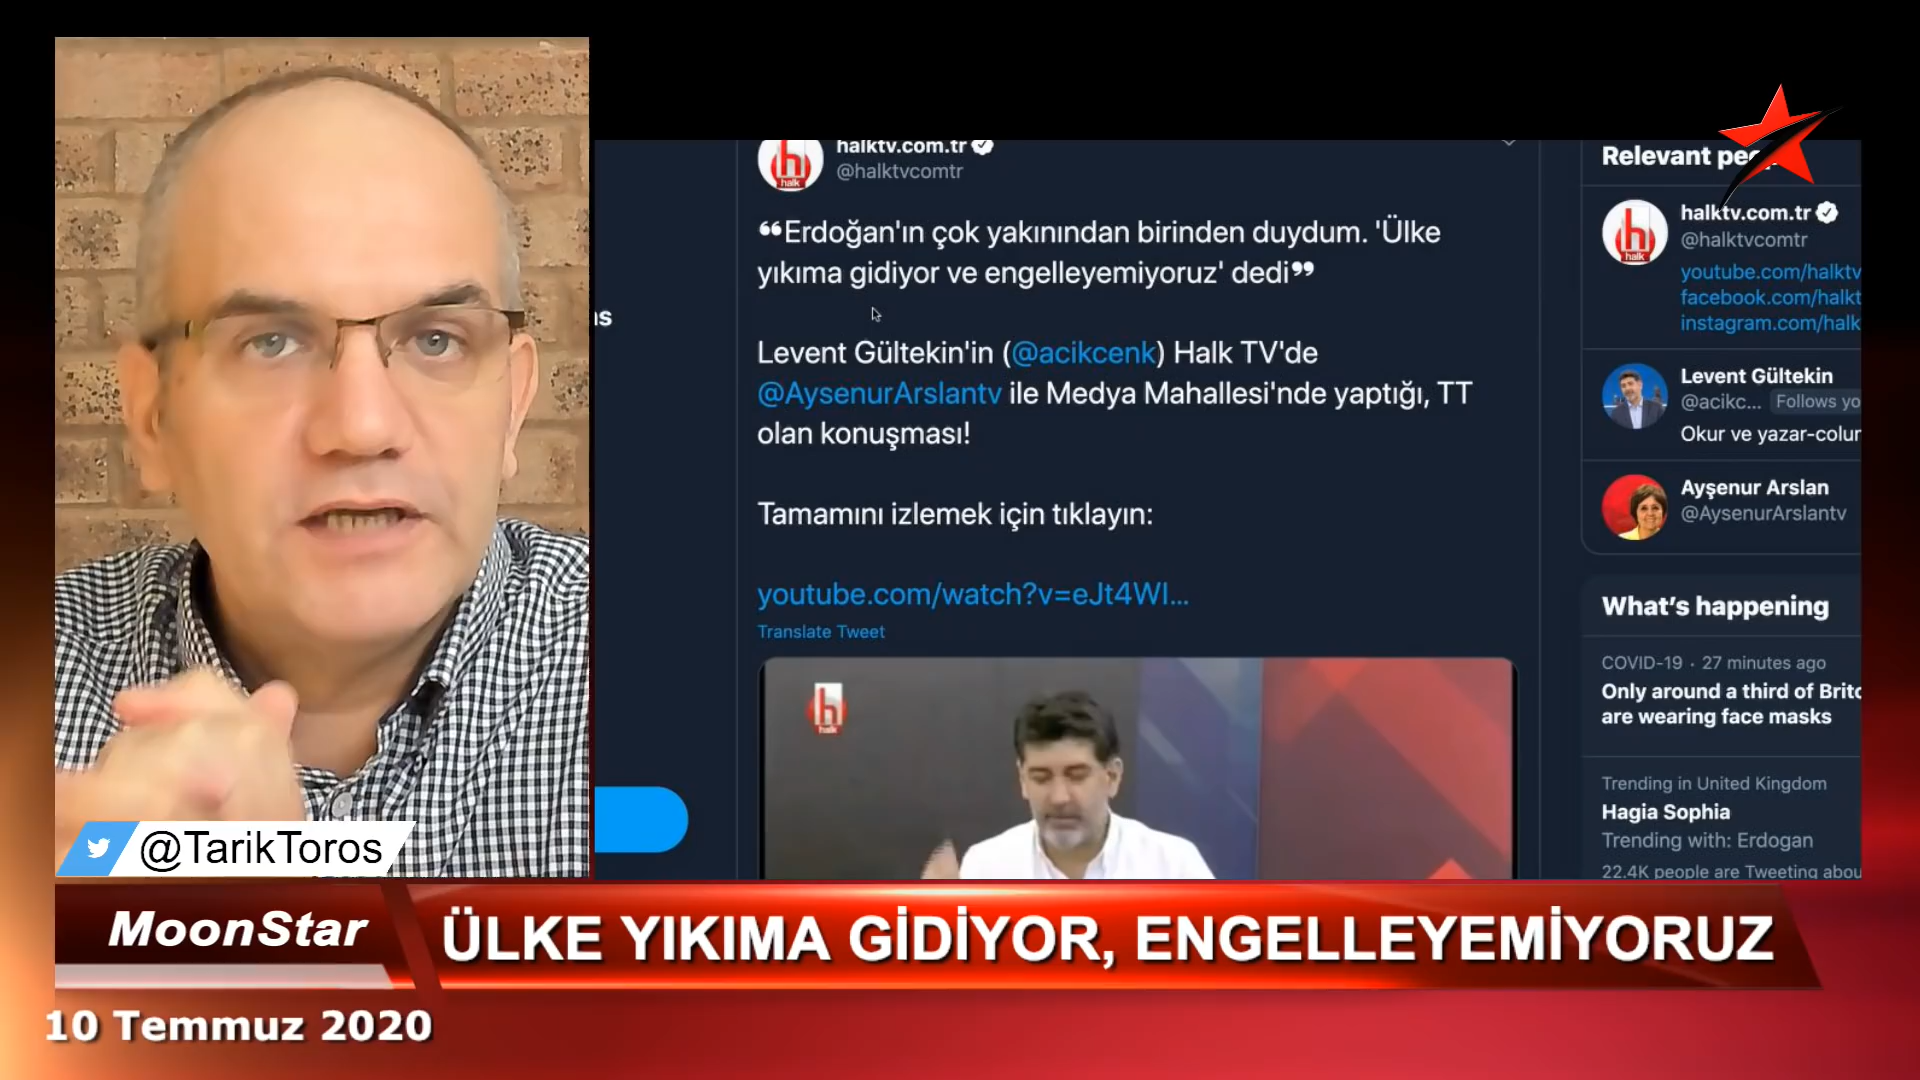 halktv.com.tr
@halktvcomtr
❝Erdoğan'ın çok yakınından birinden duydum. 'Ülke
yıkıma gidiyor ve engelleyemiyoruz' dedi❞
Levent Gültekin'in (@acikcenk) Halk TV'de
@AysenurArslantv ile Medya Mahallesi'nde yaptığı, TT
olan konuşması!
Tamamını izlemek için tıklayın:
youtube.com/watch?v=eJt4WI...
Translate Tweet
h
halk
Relevant
halktv.com.tr
@halktvcomtr
youtube.com/halktv
facebook.com/halkt
instagram.com/halk
Levent Gültekin
@acikc... Follows yo
Okur ve yazar-colur
Ayşenur Arslan
@AysenurArslantv
What's happening
COVID-19 · 27 minutes ago
Only around a third of Brito
are wearing face masks
Trending in United Kingdom
Hagia Sophia
Trending with: Erdogan
22.4K people are Tweeting abou
@TarikToros
MoonStar
ÜLKE YIKIMA GİDİYOR, ENGELLEYEMİYORUZ
10 Temmuz 2020